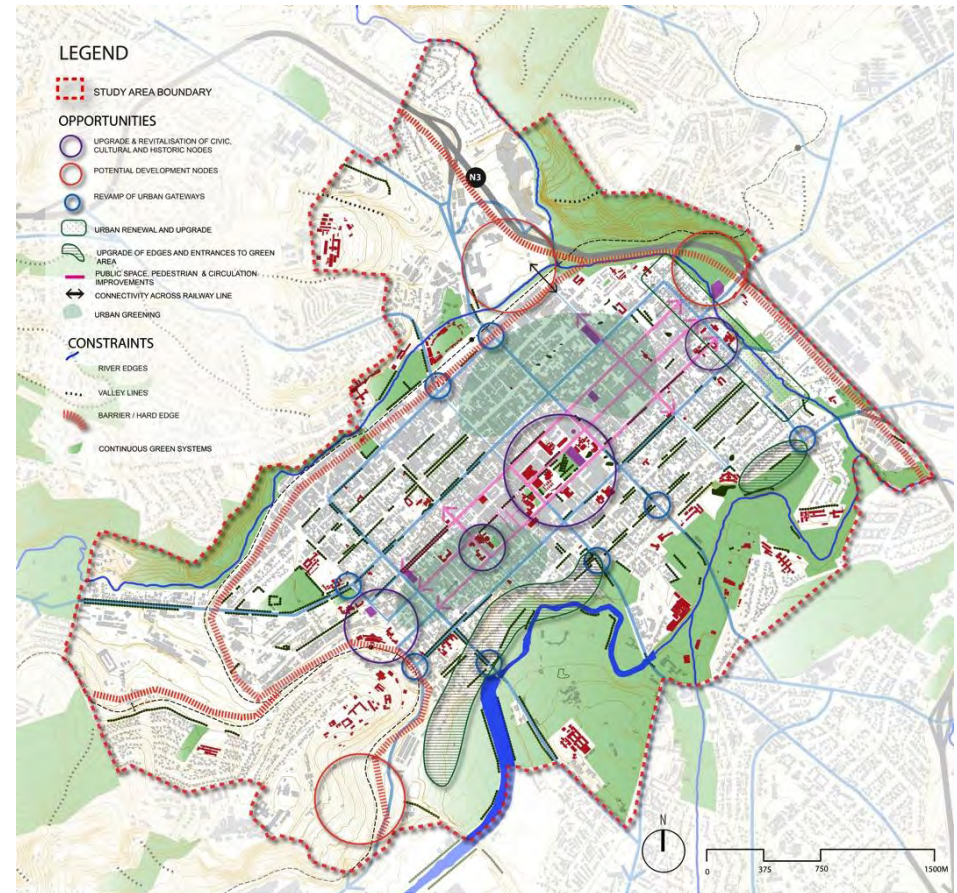 LEGEND
STUDY AREA BOUNDARY
OPPORTUNITIES
UPGRADE & REVITALISATION OF CIVIC,
CULTURAL AND HISTORIC NODES
POTENTIAL DEVELOPMENT NODES
REVAMP OF URBAN GATEWAYS
URBAN RENEWAL AND UPGRADE
UPGRADE OF EDGES AND ENTRANCES TO GREEN
AREA
PUBLIC SPACE, PEDESTRIAN & CIRCULATION
IMPROVEMENTS
CONNECTIVITY ACROSS RAILWAY LINE
URBAN GREENING
CONSTRAINTS
RIVER EDGES
VALLEY LINES
BARRIER / HARD EDGE
CONTINUOUS GREEN SYSTEMS
N3
N
0 375 750 1500M